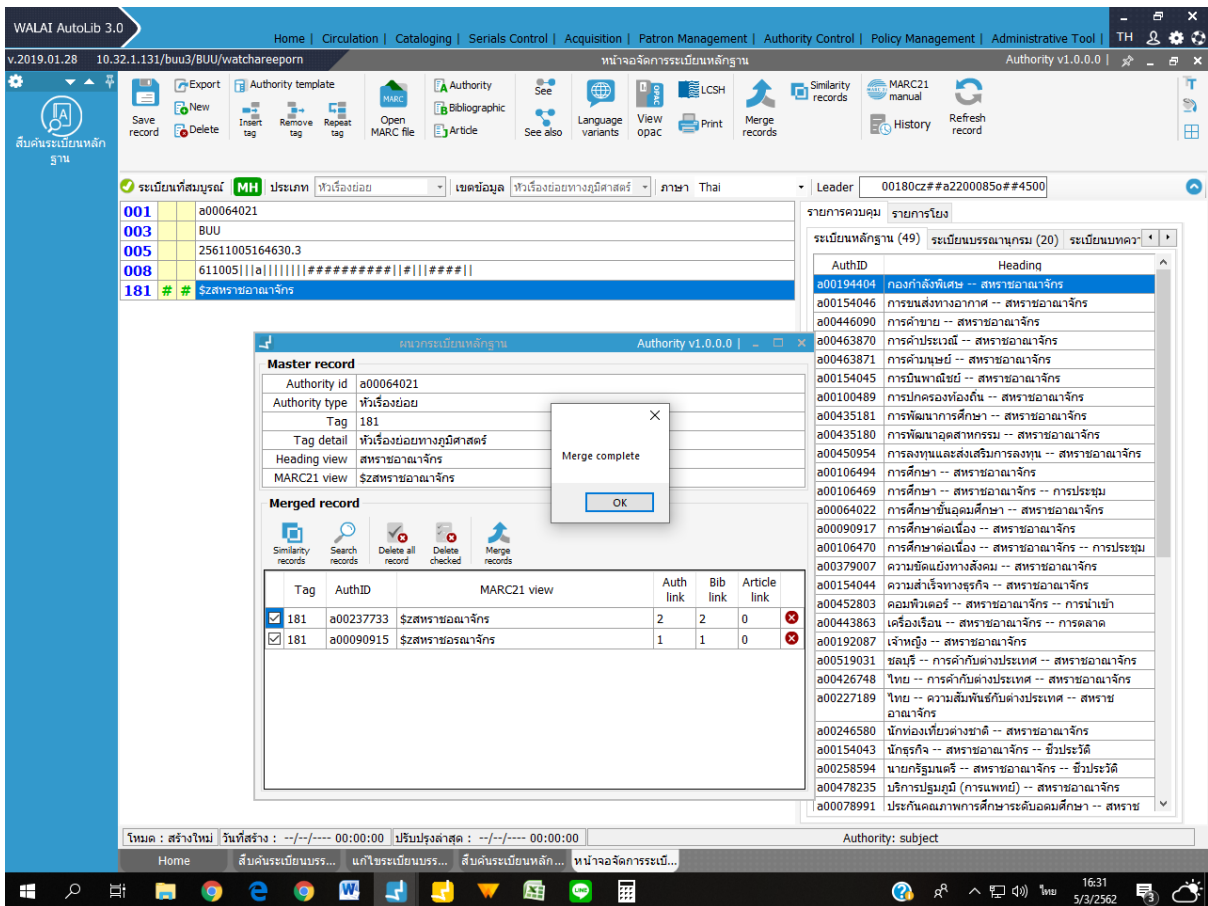 WALAI AutoLib 3.0
Home | Circulation | Cataloging | Serials Control | Acquisition | Patron Management | Authority Control | Policy Management | Administrative Tool | TH
v.2019.01.28 10.32.1.131/buu3/BUU/watchareeporn หน้าจอจัดการระเบียนหลักฐาน Authority v1.0.0.0 |
สืบค้นระเบียนหลักฐาน
Save record
Export
New
Delete
Authority template
Insert tag
Remove tag
Repeat tag
Open MARC file
Authority
Bibliographic
Article
See
See also
Language variants
View opac
LCSH
Print
Merge records
Similarity records
MARC21 manual
History
Refresh record
ระเบียนที่สมบูรณ์ MH ประเภท หัวเรื่องย่อย เขตข้อมูล หัวเรื่องย่อยทางภูมิศาสตร์ ภาษา Thai Leader 00180cz##a2200085o##4500
001 a00064021
003 BUU
005 25611005164630.3
008 611005|||a||||||||##########||#|||####||
181 # # $zสหราชอาณาจักร
ผนวกระเบียนหลักฐาน Authority v1.0.0.0 |
Master record
Authority id a00064021
Authority type หัวเรื่องย่อย
Tag 181
Tag detail หัวเรื่องย่อยทางภูมิศาสตร์
Heading view สหราชอาณาจักร
MARC21 view $zสหราชอาณาจักร
Merge complete
OK
Merged record
Similarity records
Search records
Delete all record
Delete checked
Merge records
Tag AuthID MARC21 view Auth link Bib link Article link
181 a00237733 $zสหราชอณาจักร 2 2 0
181 a00090915 $zสหราชอรณาจักร 1 1 0
รายการควบคุม รายการโยง
ระเบียนหลักฐาน (49) ระเบียนบรรณานุกรม (20) ระเบียนบทควา
AuthID Heading
a00194404 กองกำลังพิเศษ -- สหราชอาณาจักร
a00154046 การขนส่งทางอากาศ -- สหราชอาณาจักร
a00446090 การค้าขาย -- สหราชอาณาจักร
a00463870 การค้าประเวณี -- สหราชอาณาจักร
a00463871 การค้ามนุษย์ -- สหราชอาณาจักร
a00154045 การบินพาณิชย์ -- สหราชอาณาจักร
a00100489 การปกครองท้องถิ่น -- สหราชอาณาจักร
a00435181 การพัฒนาการศึกษา -- สหราชอาณาจักร
a00435180 การพัฒนาอุตสาหกรรม -- สหราชอาณาจักร
a00450954 การลงทุนและส่งเสริมการลงทุน -- สหราชอาณาจักร
a00106494 การศึกษา -- สหราชอาณาจักร
a00106469 การศึกษา -- สหราชอาณาจักร -- การประชุม
a00064022 การศึกษาขั้นอุดมศึกษา -- สหราชอาณาจักร
a00090917 การศึกษาต่อเนื่อง -- สหราชอาณาจักร
a00106470 การศึกษาต่อเนื่อง -- สหราชอาณาจักร -- การประชุม
a00379007 ความขัดแย้งทางสังคม -- สหราชอาณาจักร
a00154044 ความสำเร็จทางธุรกิจ -- สหราชอาณาจักร
a00452803 คอมพิวเตอร์ -- สหราชอาณาจักร -- การนำเข้า
a00443863 เครื่องเรือน -- สหราชอาณาจักร -- การตลาด
a00192087 เจ้าหญิง -- สหราชอาณาจักร
a00519031 ชลบุรี -- การค้ากับต่างประเทศ -- สหราชอาณาจักร
a00426748 ไทย -- การค้ากับต่างประเทศ -- สหราชอาณาจักร
a00227189 ไทย -- ความสัมพันธ์กับต่างประเทศ -- สหราช
อาณาจักร
a00246580 นักท่องเที่ยวต่างชาติ -- สหราชอาณาจักร
a00154043 นักธุรกิจ -- สหราชอาณาจักร -- ชีวประวัติ
a00258594 นายกรัฐมนตรี -- สหราชอาณาจักร -- ชีวประวัติ
a00478235 บริการปฐมภูมิ (การแพทย์) -- สหราชอาณาจักร
a00078991 ประกันคุณภาพการศึกษาระดับอุดมศึกษา -- สหราช
โหมด : สร้างใหม่ วันที่สร้าง : --/--/---- 00:00:00 ปรับปรุงล่าสุด : --/--/---- 00:00:00 Authority: subject
Home สืบค้นระเบียนบรร... แก้ไขระเบียนบรร... สืบค้นระเบียนหลัก... หน้าจอจัดการระเบี...
ไทย 16:31
5/3/2562 3